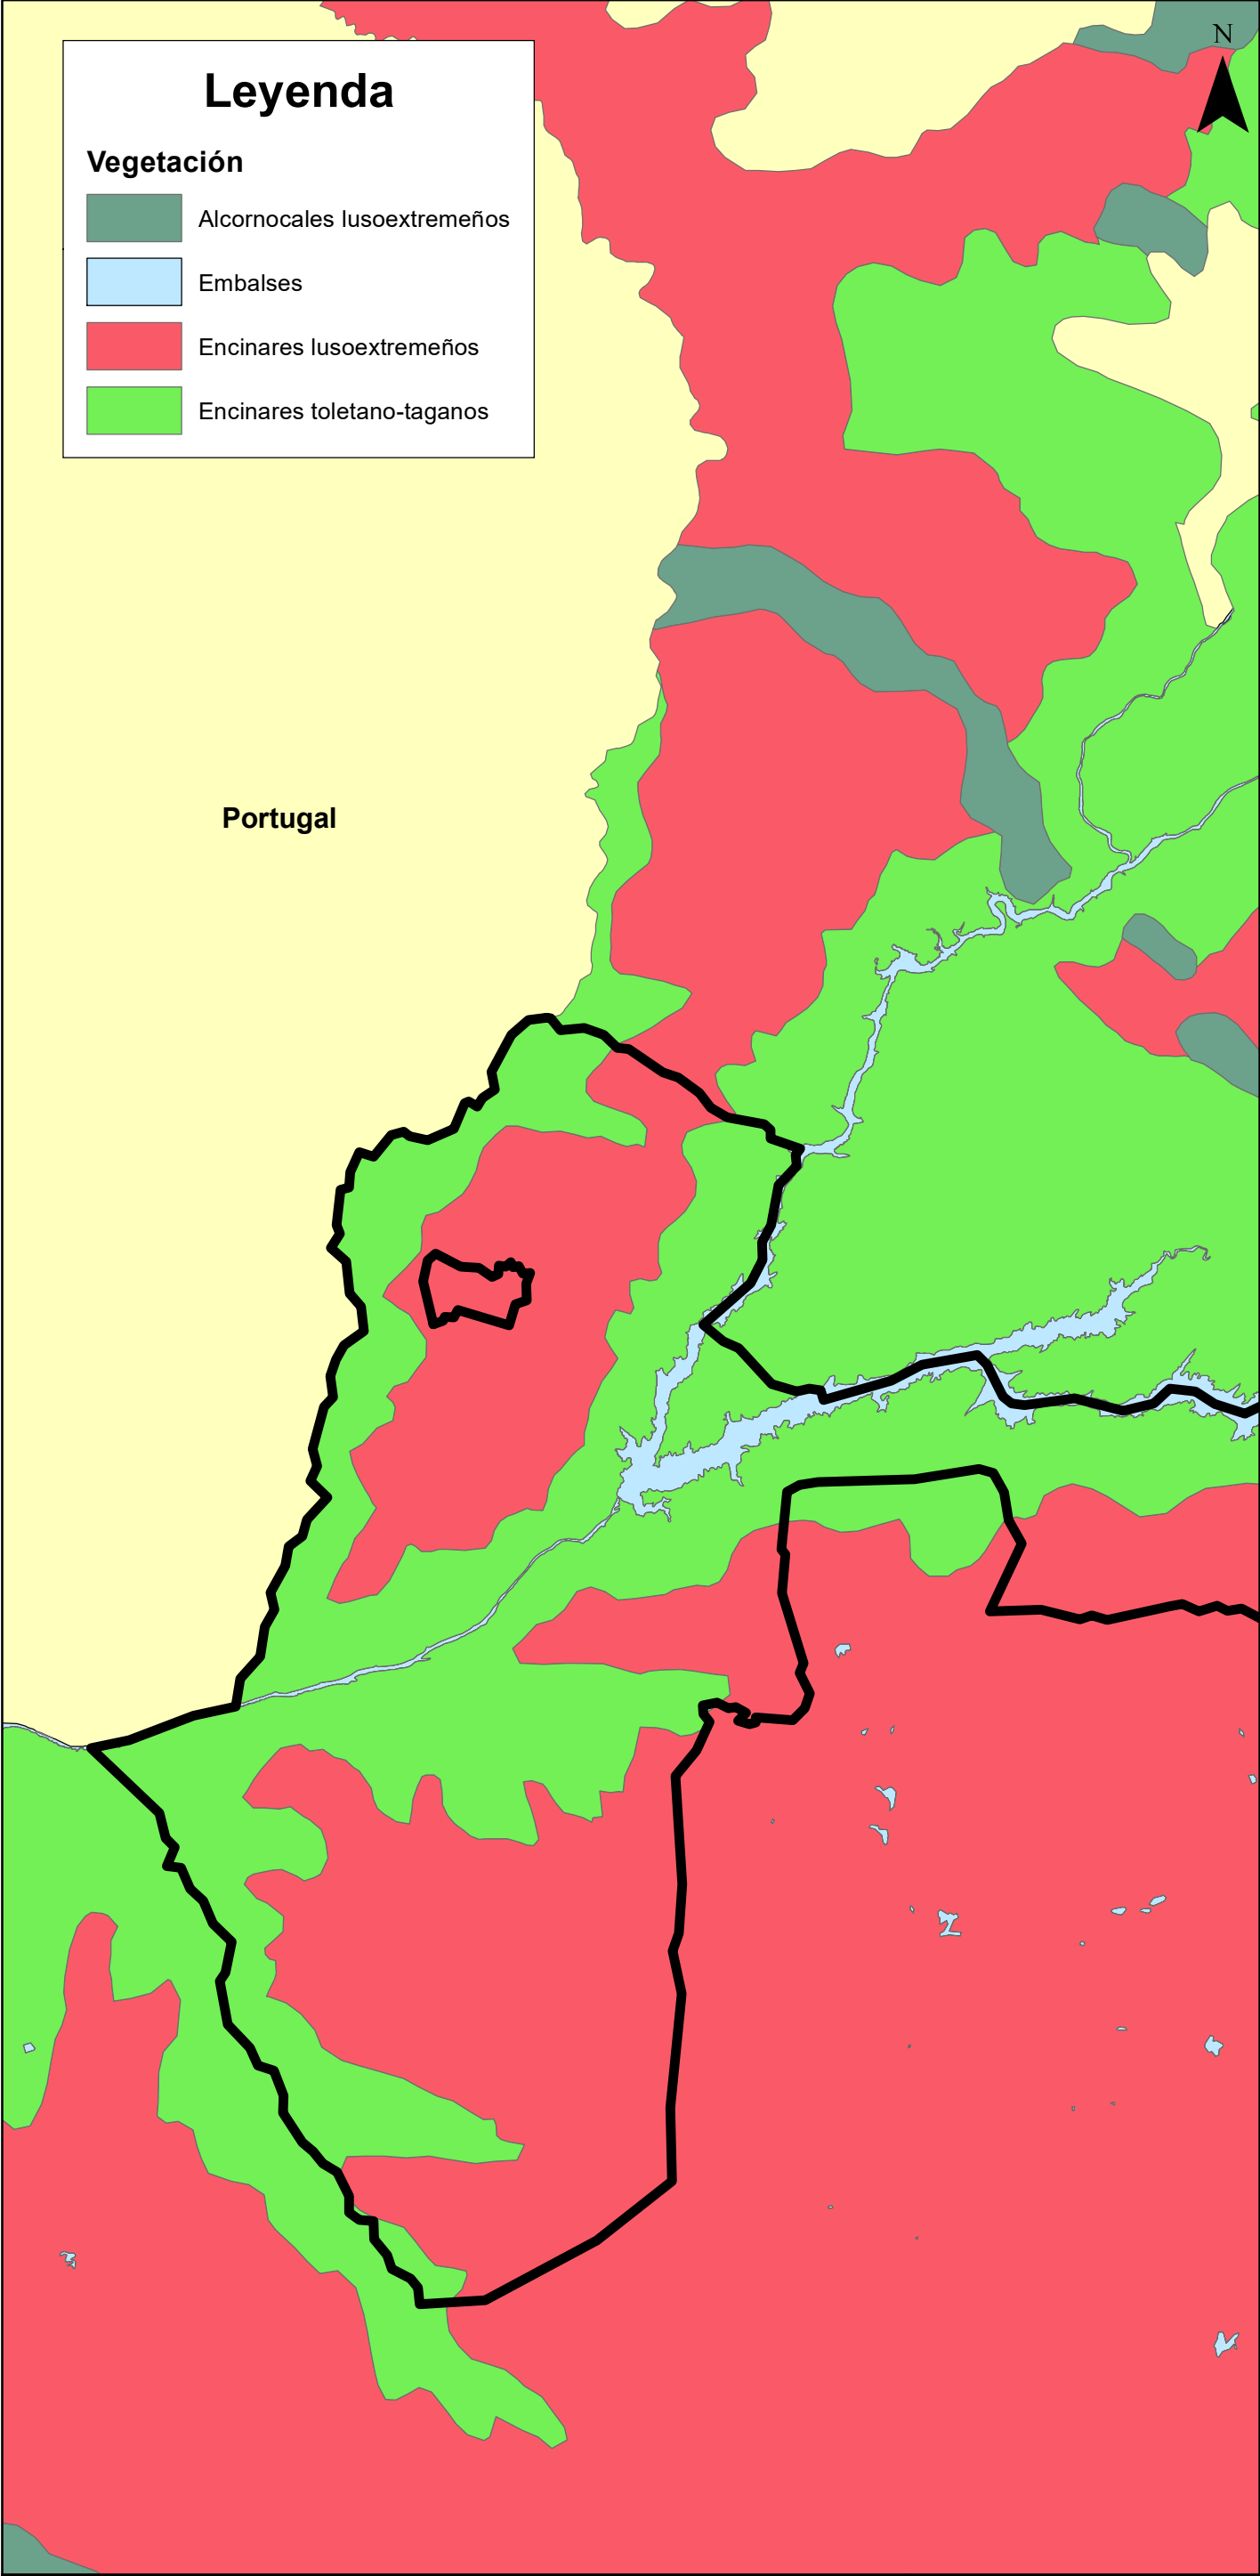 N
Leyenda
Vegetación
Alcornocales lusoextremeños
Embalses
Encinares lusoextremeños
Encinares toletano-taganos
Portugal